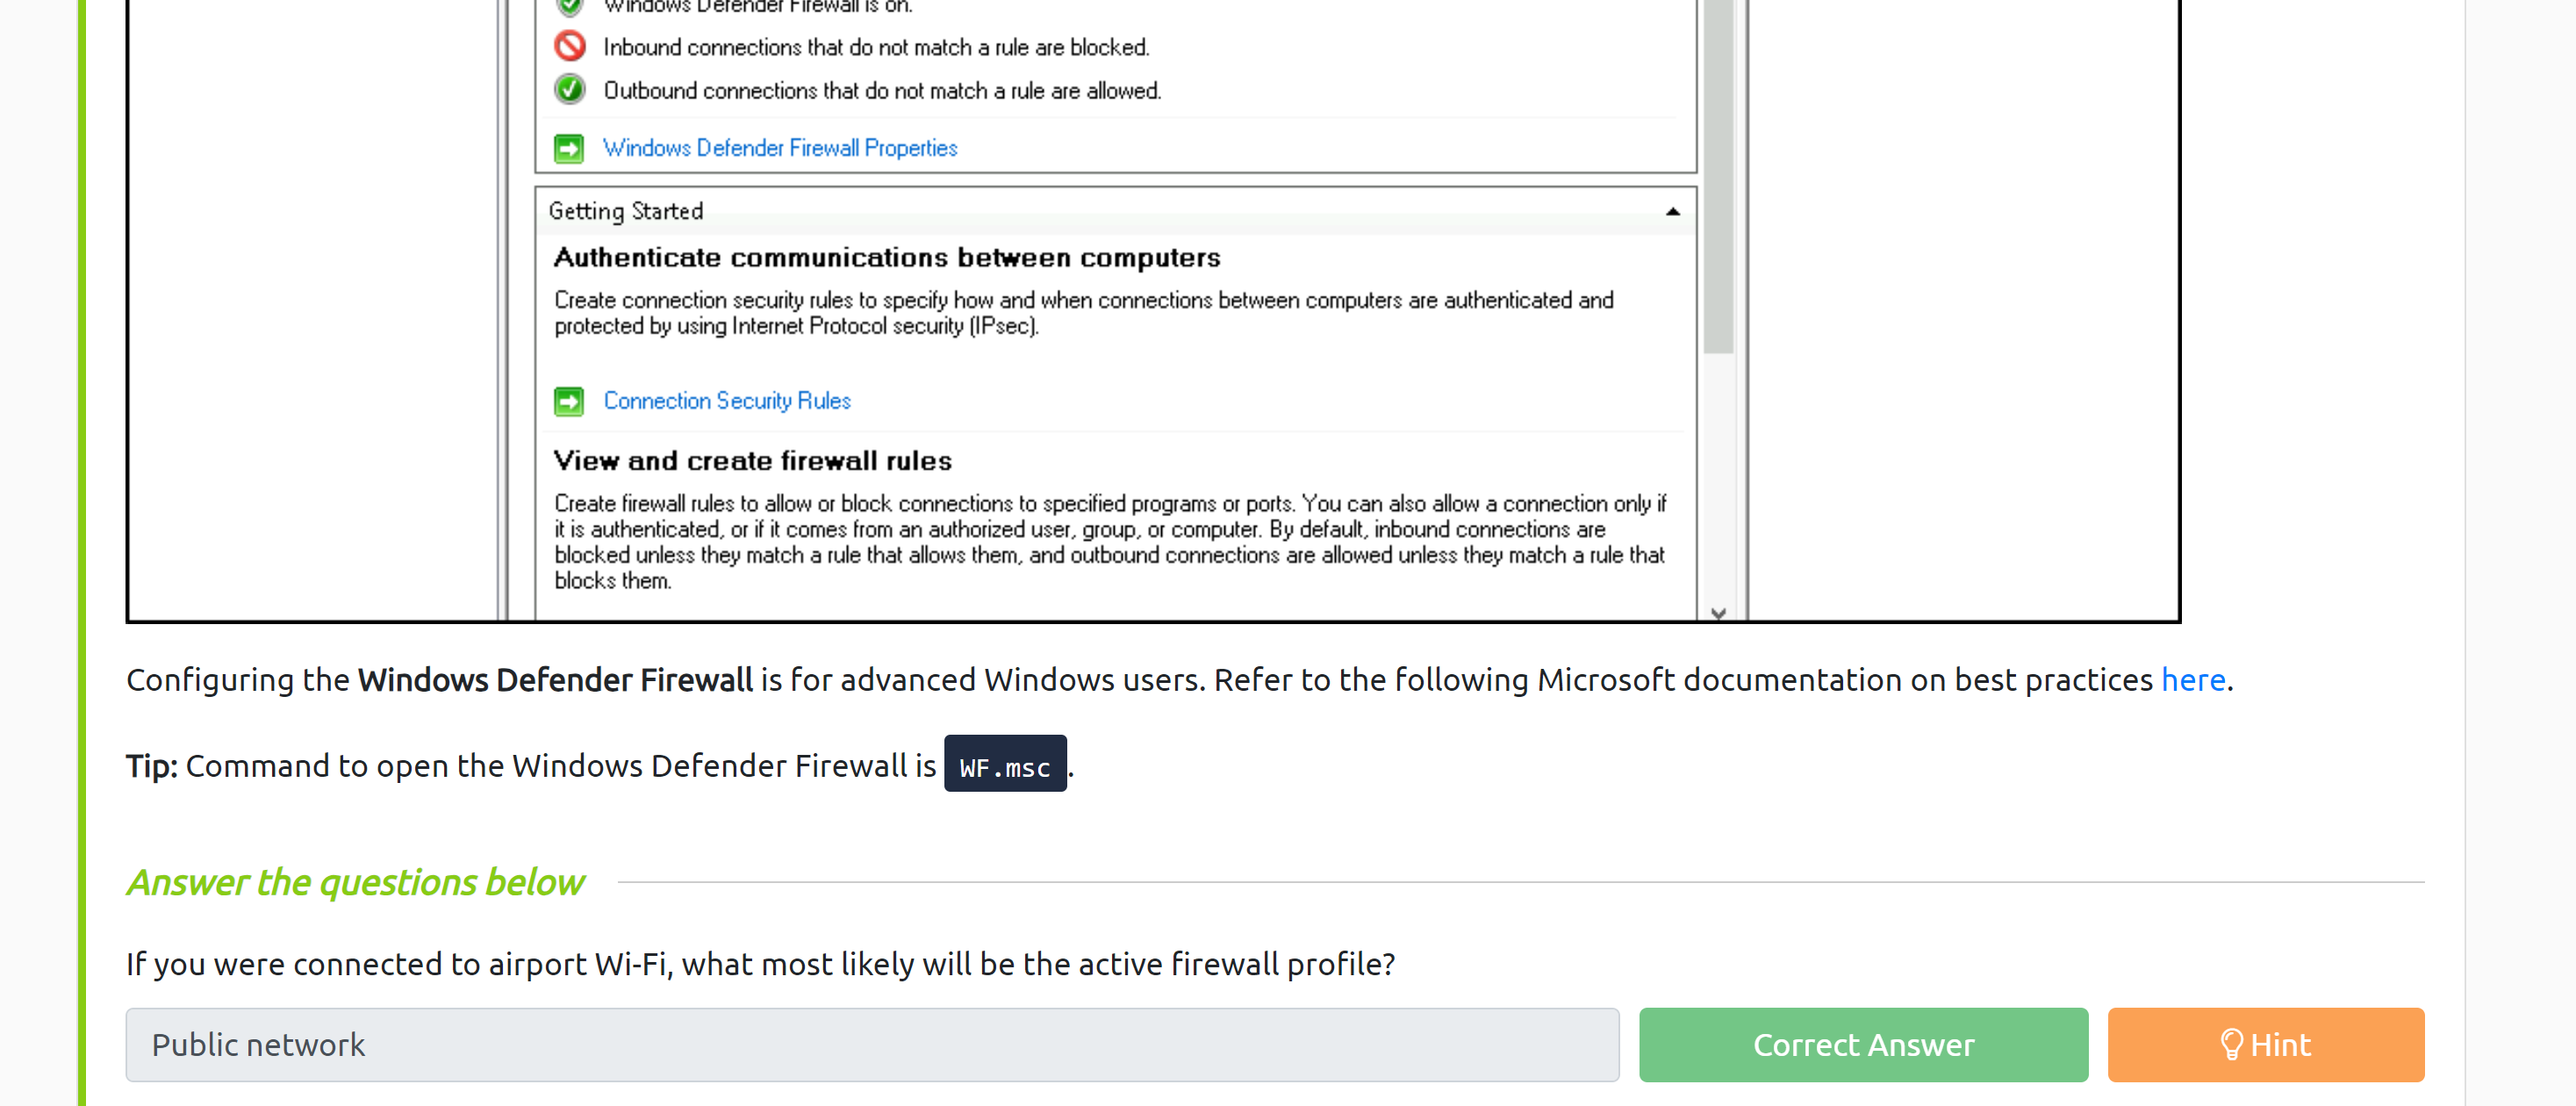 Windows Defender Firewall is on.
Inbound connections that do not match a rule are blocked.
Outbound connections that do not match a rule are allowed.
Windows Defender Firewall Properties
Getting Started
Authenticate communications between computers
Create connection security rules to specify how and when connections between computers are authenticated and
protected by using Internet Protocol security (IPsec).
Connection Security Rules
View and create firewall rules
Create firewall rules to allow or block connections to specified programs or ports. You can also allow a connection only if
it is authenticated, or if it comes from an authorized user, group, or computer. By default, inbound connections are
blocked unless they match a rule that allows them, and outbound connections are allowed unless they match a rule that
blocks them.
Configuring the Windows Defender Firewall is for advanced Windows users. Refer to the following Microsoft documentation on best practices here.
Tip: Command to open the Windows Defender Firewall is WF.msc.
Answer the questions below
If you were connected to airport Wi-Fi, what most likely will be the active firewall profile?
Public network
Correct Answer
Hint